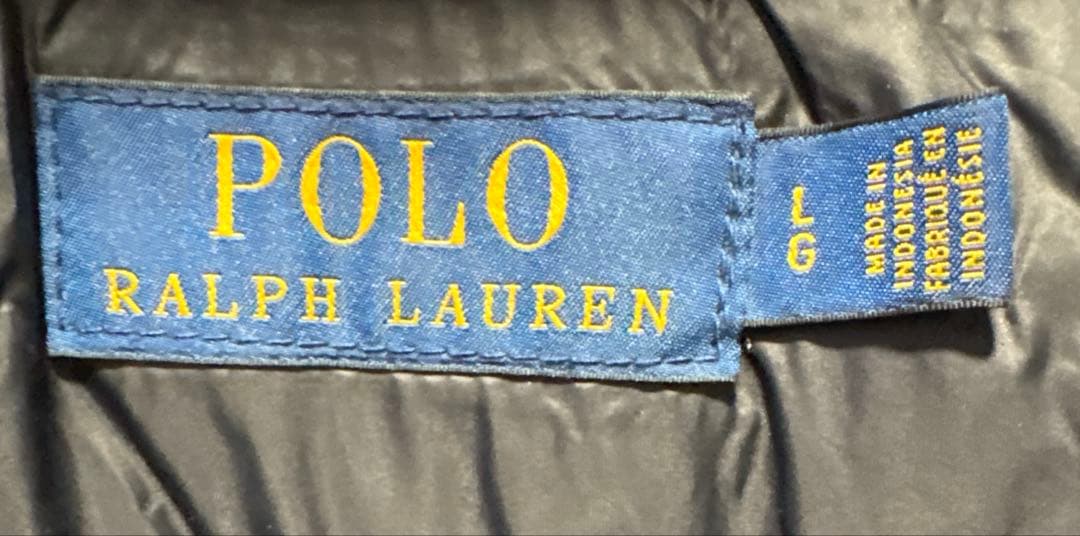 POLO
RALPH LAUREN
L
G
MADE IN
INDONESIA
FABRIQUÉ EN
INDONÉSIE